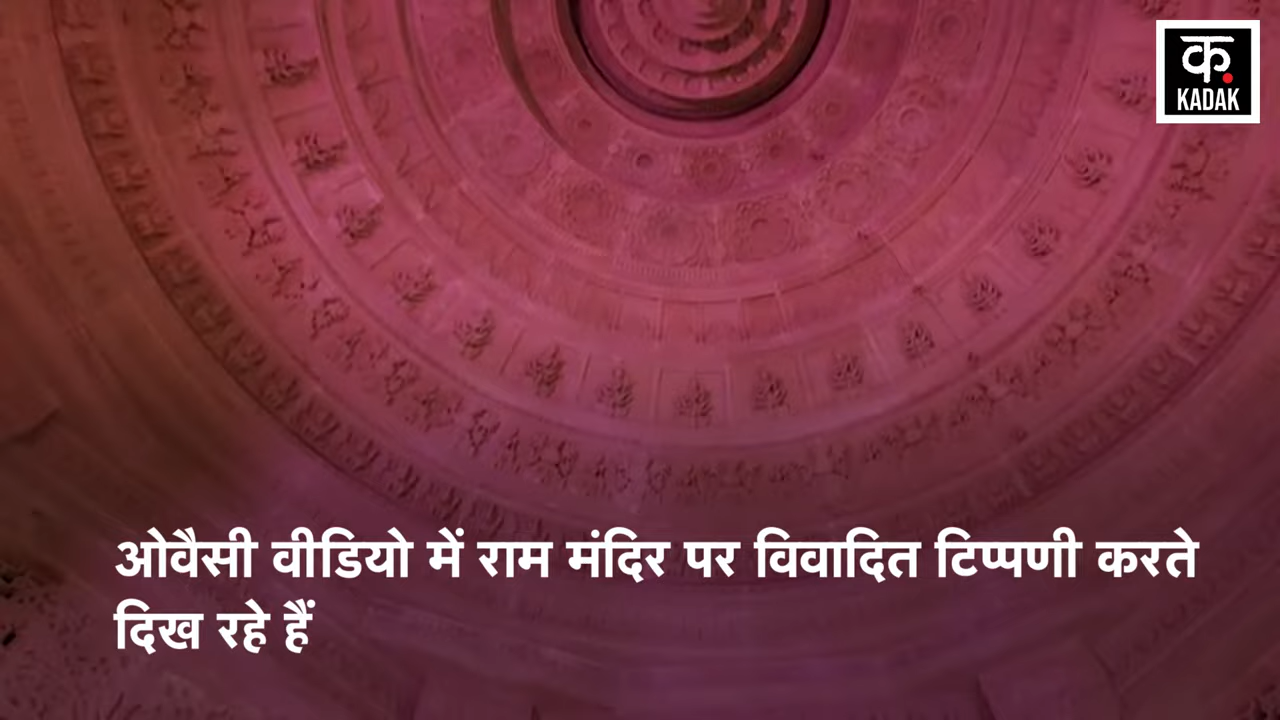 क.
KADAK
ओवैसी वीडियो में राम मंदिर पर विवादित टिप्पणी करते
दिख रहे हैं